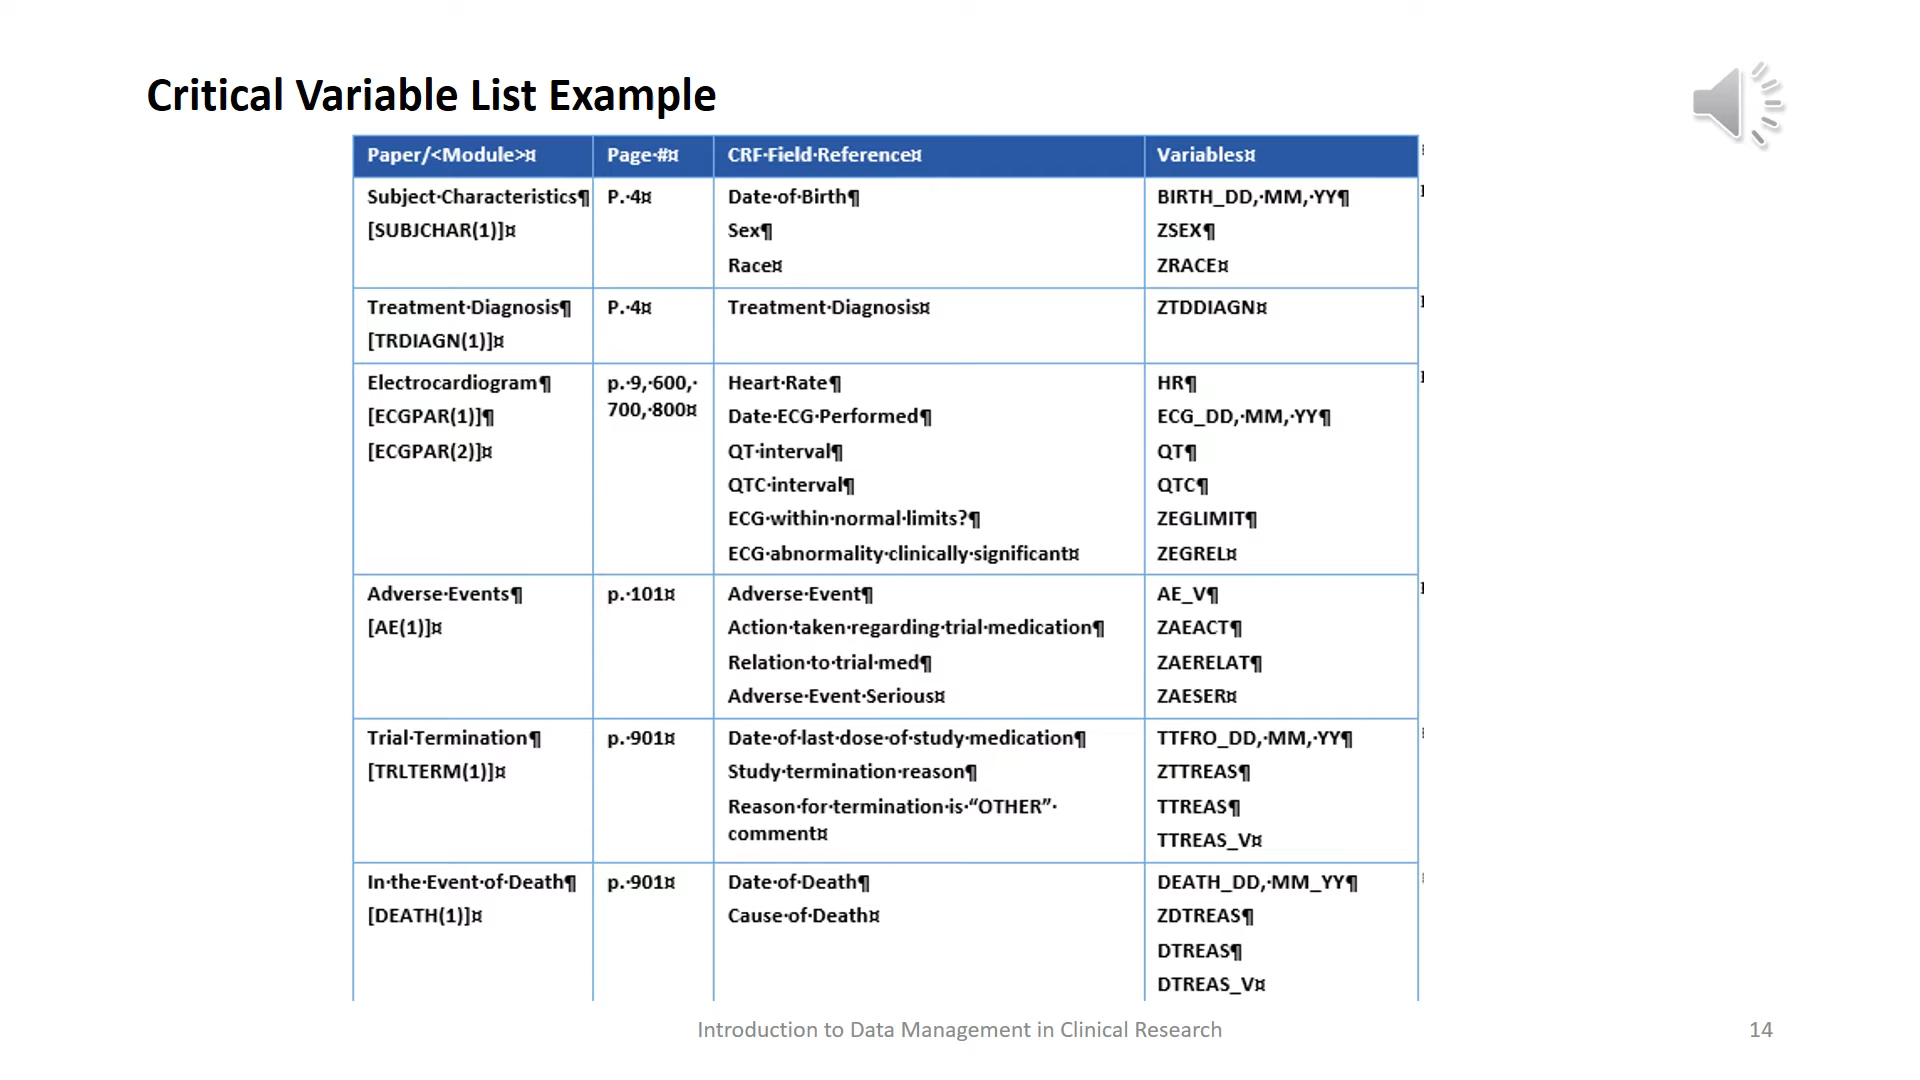 Critical Variable List Example
Paper/<Module>¤ Page·#¤ CRF·Field·Reference¤ Variables¤
Subject·Characteristics¶ P.·4¤ Date·of·Birth¶ BIRTH_DD,·MM,·YY¶
[SUBJCHAR(1)]¤ Sex¶ ZSEX¶
Race¤ ZRACE¤
Treatment·Diagnosis¶ P.·4¤ Treatment·Diagnosis¤ ZTDDIAGN¤
[TRDIAGN(1)]¤
Electrocardiogram¶ p.·9,·600,· Heart·Rate¶ HR¶
[ECGPAR(1)]¶ 700,·800¤ Date·ECG·Performed¶ ECG_DD,·MM,·YY¶
[ECGPAR(2)]¤ QT·interval¶ QT¶
QTC·interval¶ QTC¶
ECG·within·normal·limits?¶ ZEGLIMIT¶
ECG·abnormality·clinically·significant¤ ZEGREL¤
Adverse·Events¶ p.·101¤ Adverse·Event¶ AE_V¶
[AE(1)]¤ Action·taken·regarding·trial·medication¶ ZAEACT¶
Relation·to·trial·med¶ ZAERELAT¶
Adverse·Event·Serious¤ ZAESER¤
Trial·Termination¶ p.·901¤ Date·of·last·dose·of·study·medication¶ TTFRO_DD,·MM,·YY¶
[TRLTERM(1)]¤ Study·termination·reason¶ ZTTREAS¶
Reason·for·termination·is·“OTHER”· TTREAS¶
comment¤ TTREAS_V¤
In·the·Event·of·Death¶ p.·901¤ Date·of·Death¶ DEATH_DD,·MM_YY¶
[DEATH(1)]¤ Cause·of·Death¤ ZDTREAS¶
DTREAS¶
DTREAS_V¤
Introduction to Data Management in Clinical Research 14